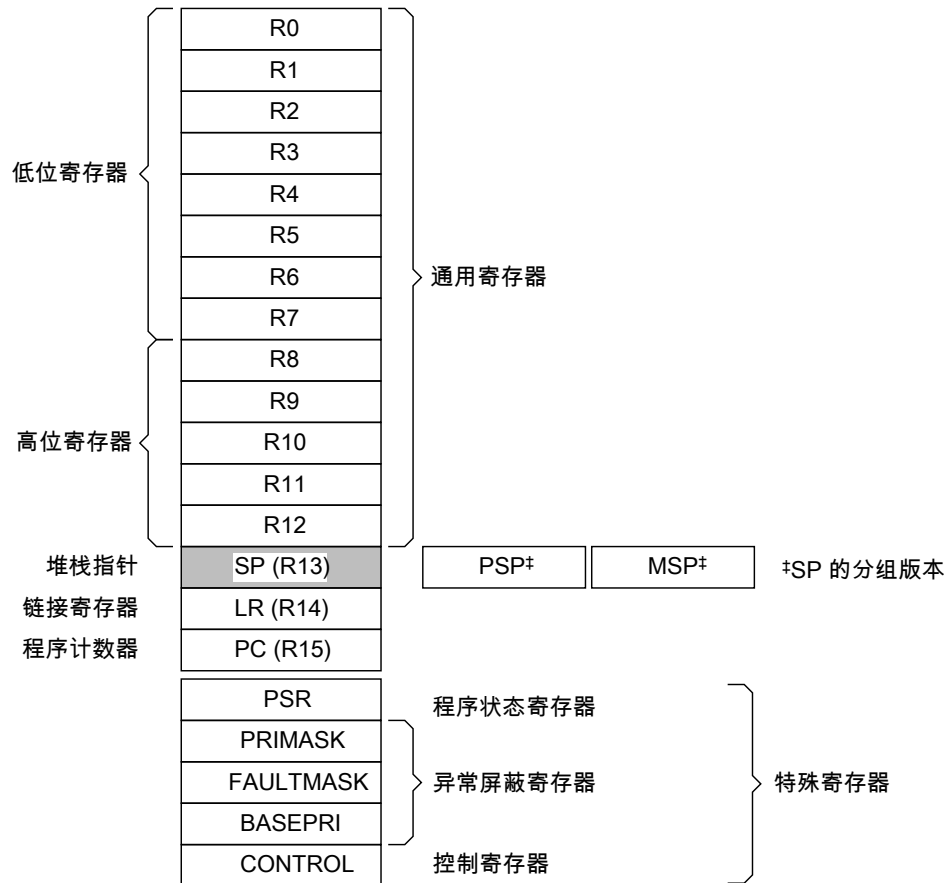 R0
R1
R2
R3
低位寄存器
R4
R5
R6
通用寄存器
R7
R8
R9
高位寄存器
R10
R11
R12
堆栈指针 SP (R13) PSP‡ MSP‡ ‡SP 的分组版本
链接寄存器 LR (R14)
程序计数器 PC (R15)
PSR 程序状态寄存器
PRIMASK
FAULTMASK 异常屏蔽寄存器 特殊寄存器
BASEPRI
CONTROL 控制寄存器